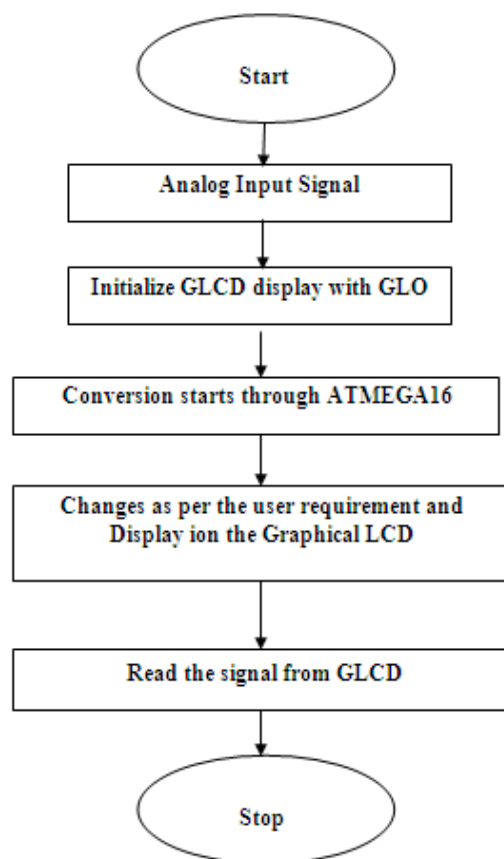 Start
Analog Input Signal
Initialize GLCD display with GLO
Conversion starts through ATMEGA16
Changes as per the user requirement and
Display ion the Graphical LCD
Read the signal from GLCD
Stop